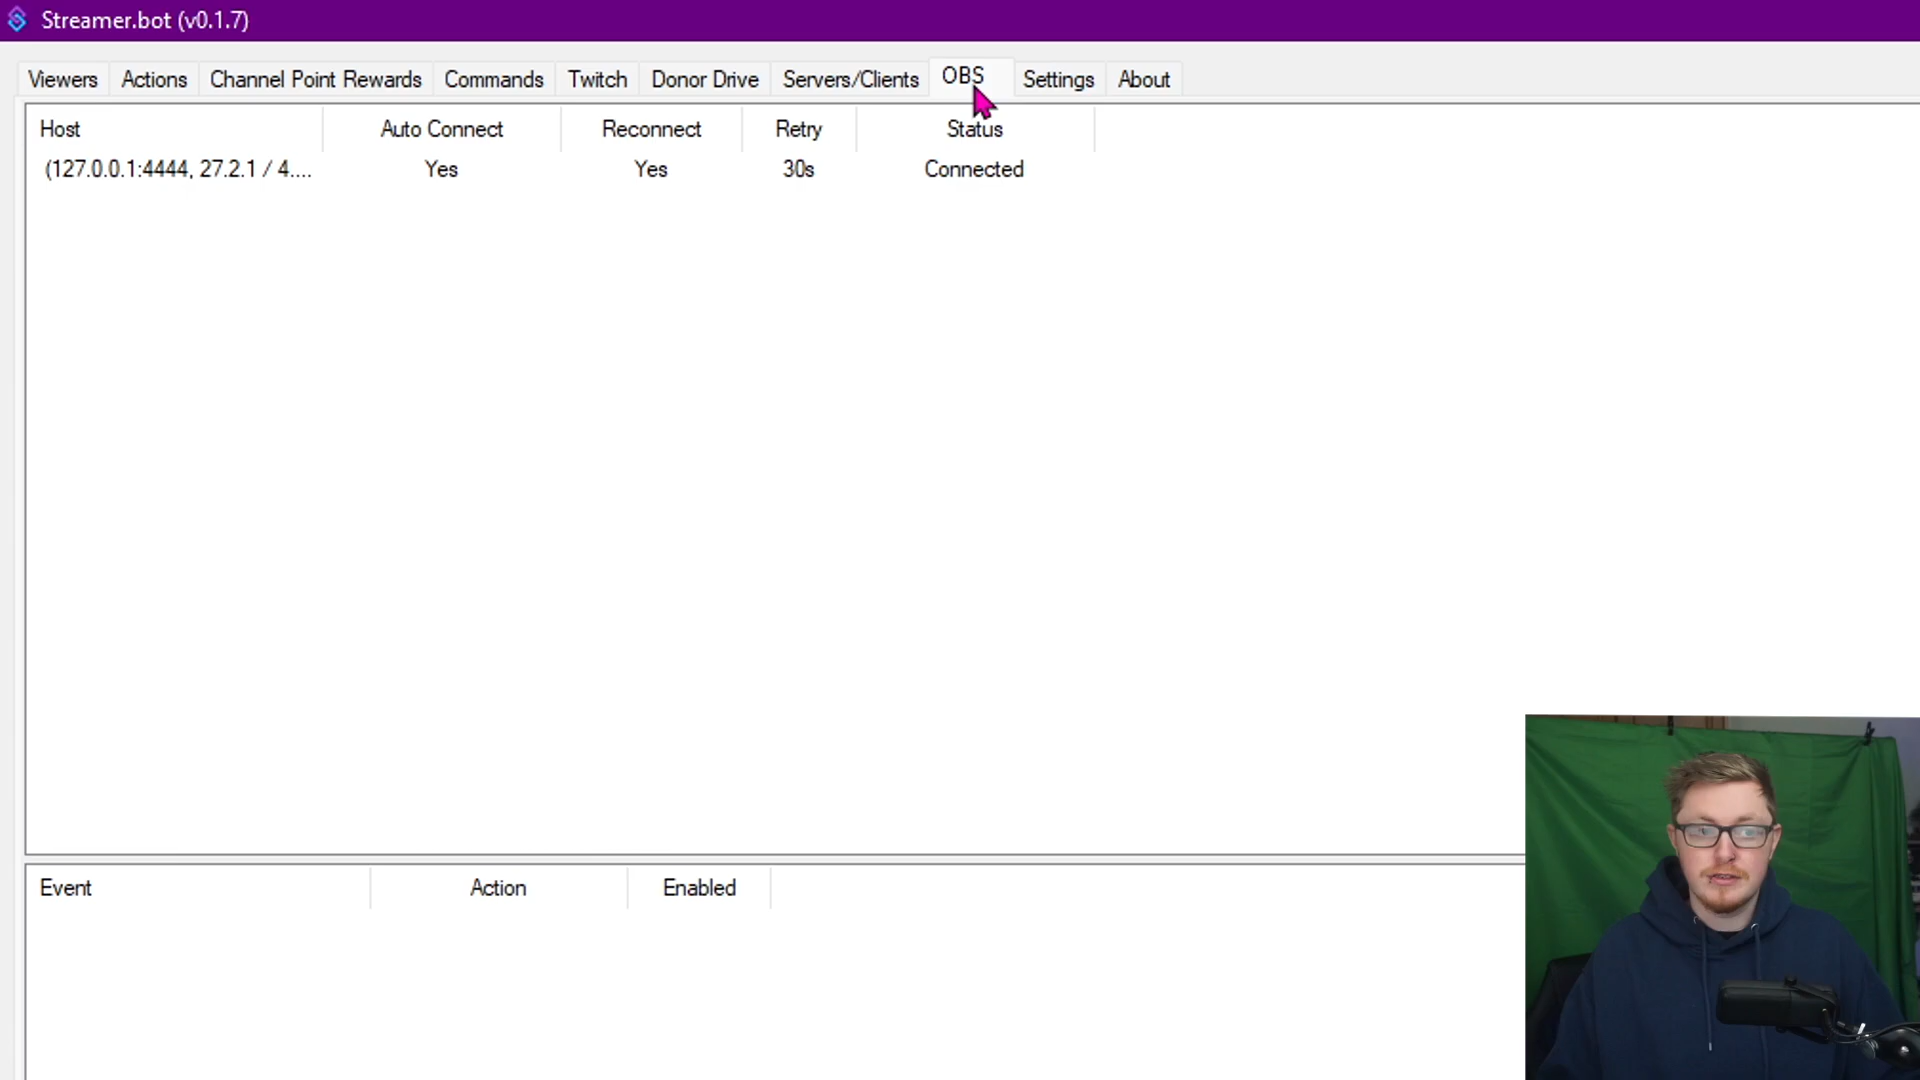 Streamer.bot (v0.1.7)
Viewers Actions Channel Point Rewards Commands Twitch Donor Drive Servers/Clients OBS Settings About
Host Auto Connect Reconnect Retry Status
(127.0.0.1:4444, 27.2.1 / 4.... Yes Yes 30s Connected
Event Action Enabled